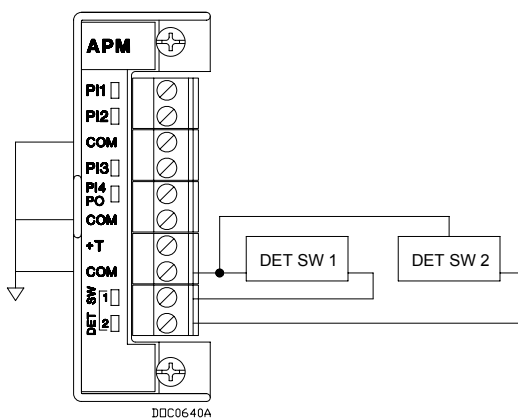 APM
PI1
PI2
COM
PI3
PI4
PO
COM
+T
COM
DET SW
1
2
DET SW 1
DET SW 2
DOC0640A